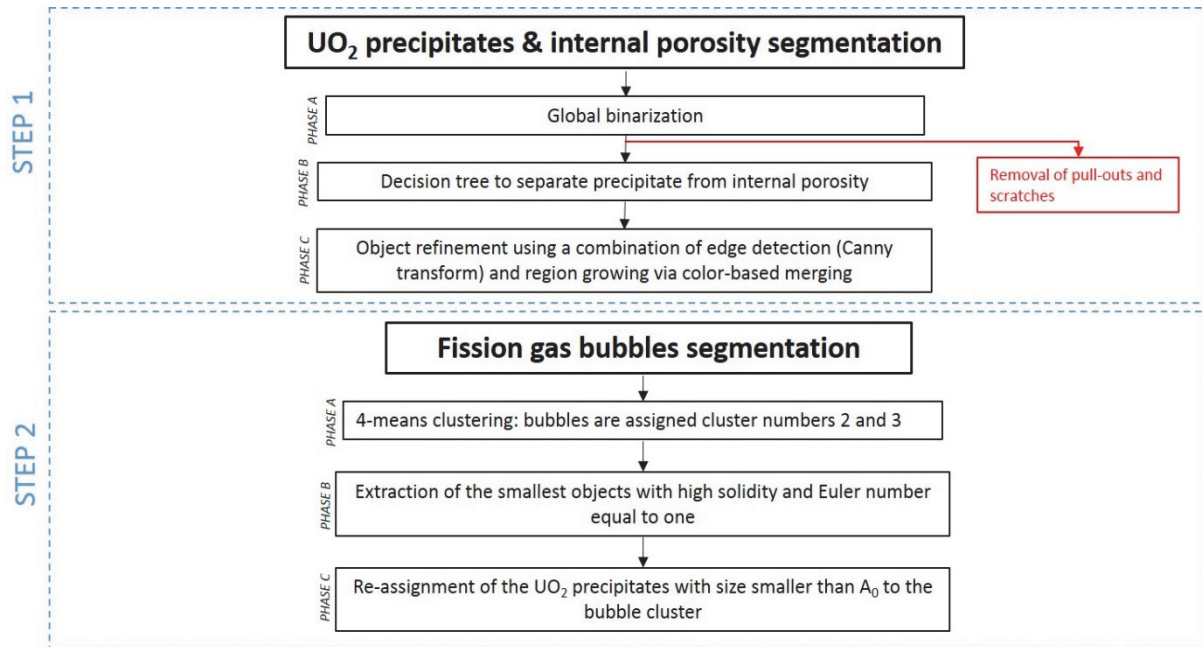 STEP 1
UO₂ precipitates & internal porosity segmentation
PHASE A
Global binarization
Removal of pull-outs and
scratches
PHASE B
Decision tree to separate precipitate from internal porosity
PHASE C
Object refinement using a combination of edge detection (Canny
transform) and region growing via color-based merging
STEP 2
Fission gas bubbles segmentation
PHASE A
4-means clustering: bubbles are assigned cluster numbers 2 and 3
PHASE B
Extraction of the smallest objects with high solidity and Euler number
equal to one
PHASE C
Re-assignment of the UO₂ precipitates with size smaller than A₀ to the
bubble cluster